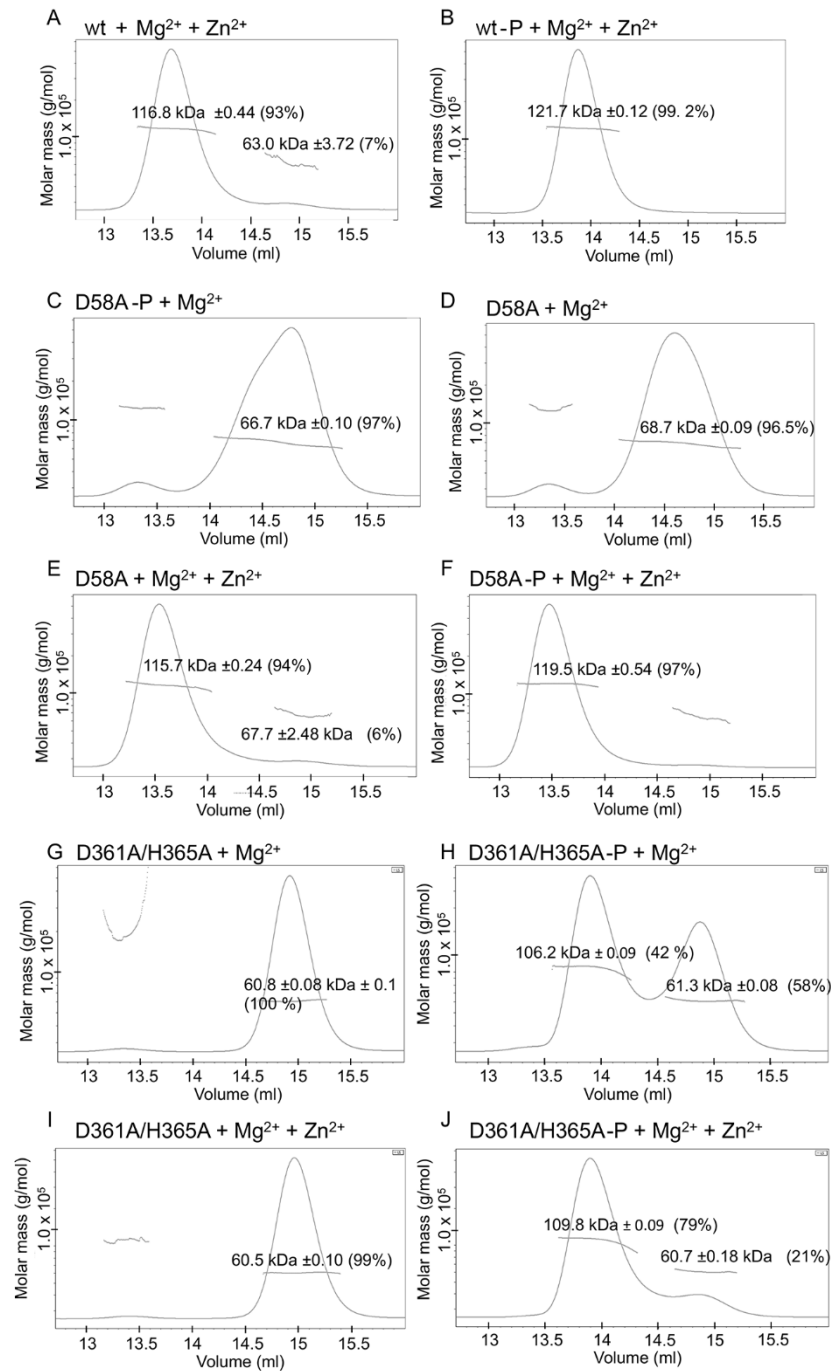 A
wt + Mg²⁺ + Zn²⁺
Molar mass (g/mol)
1.0 x 10⁵
116.8 kDa ±0.44 (93%)
63.0 kDa ±3.72 (7%)
13 13.5 14 14.5 15 15.5
Volume (ml)
B
wt-P + Mg²⁺ + Zn²⁺
Molar mass (g/mol)
1.0 x 10⁵
121.7 kDa ±0.12 (99. 2%)
13 13.5 14 14.5 15 15.5
Volume (ml)
C D58A-P + Mg²⁺
Molar mass (g/mol)
1.0 x 10⁵
66.7 kDa ±0.10 (97%)
13 13.5 14 14.5 15 15.5
Volume (ml)
D D58A + Mg²⁺
Molar mass (g/mol)
1.0 x 10⁵
68.7 kDa ±0.09 (96.5%)
13 13.5 14 14.5 15 15.5
Volume (ml)
E D58A + Mg²⁺ + Zn²⁺
Molar mass (g/mol)
1.0 x 10⁵
115.7 kDa ±0.24 (94%)
67.7 ±2.48 kDa (6%)
13 13.5 14 14.5 15 15.5
Volume (ml)
F D58A-P + Mg²⁺ + Zn²⁺
Molar mass (g/mol)
1.0 x 10⁵
119.5 kDa ±0.54 (97%)
13 13.5 14 14.5 15 15.5
Volume (ml)
G D361A/H365A + Mg²⁺
Molar mass (g/mol)
1.0 x 10⁵
60.8 ±0.08 kDa ± 0.1
(100 %)
13 13.5 14 14.5 15 15.5
Volume (ml)
H D361A/H365A-P + Mg²⁺
Molar mass (g/mol)
1.0 x 10⁵
106.2 kDa ± 0.09 (42 %)
61.3 kDa ±0.08 (58%)
13 13.5 14 14.5 15 15.5
Volume (ml)
I D361A/H365A + Mg²⁺ + Zn²⁺
Molar mass (g/mol)
1.0 x 10⁵
60.5 kDa ±0.10 (99%)
13 13.5 14 14.5 15 15.5
Volume (ml)
J D361A/H365A-P + Mg²⁺ + Zn²⁺
Molar mass (g/mol)
1.0 x 10⁵
109.8 kDa ± 0.09 (79%)
60.7 ±0.18 kDa (21%)
13 13.5 14 14.5 15 15.5
Volume (ml)